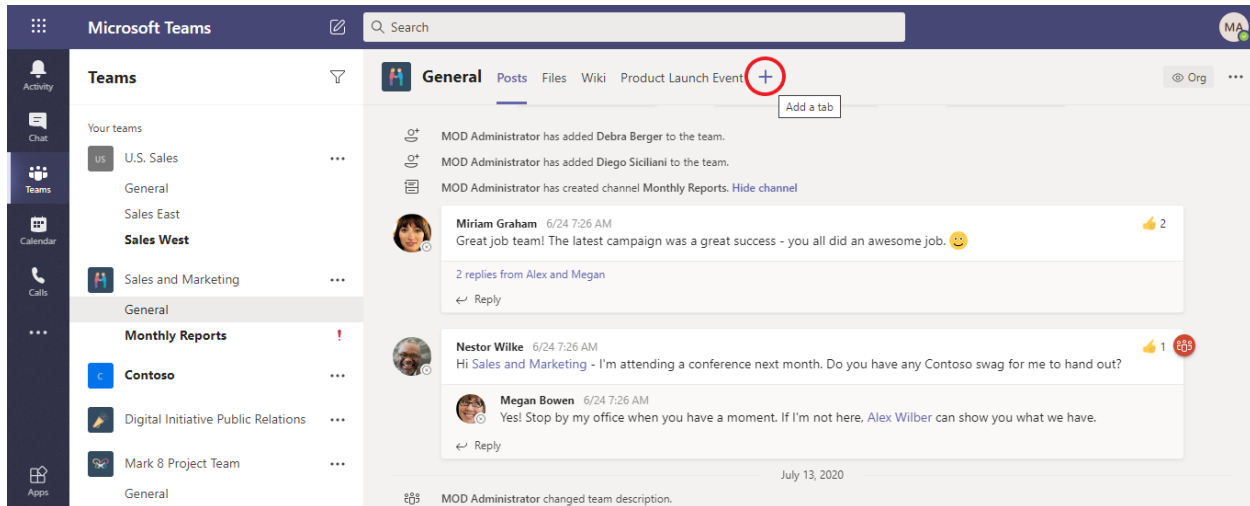 Microsoft Teams
Search
MA
Activity
Chat
Teams
Calendar
Calls
Apps
Teams
Your teams
US U.S. Sales
General
Sales East
Sales West
Sales and Marketing
General
Monthly Reports !
C Contoso
Digital Initiative Public Relations
Mark 8 Project Team
General
General Posts Files Wiki Product Launch Event +
Org
Add a tab
MOD Administrator has added Debra Berger to the team.
MOD Administrator has added Diego Siciliani to the team.
MOD Administrator has created channel Monthly Reports. Hide channel
Miriam Graham 6/24 7:26 AM
2
Great job team! The latest campaign was a great success - you all did an awesome job.
2 replies from Alex and Megan
Reply
Nestor Wilke 6/24 7:26 AM
1
Hi Sales and Marketing - I'm attending a conference next month. Do you have any Contoso swag for me to hand out?
Megan Bowen 6/24 7:26 AM
Yes! Stop by my office when you have a moment. If I'm not here, Alex Wilber can show you what we have.
Reply
July 13, 2020
MOD Administrator changed team description.